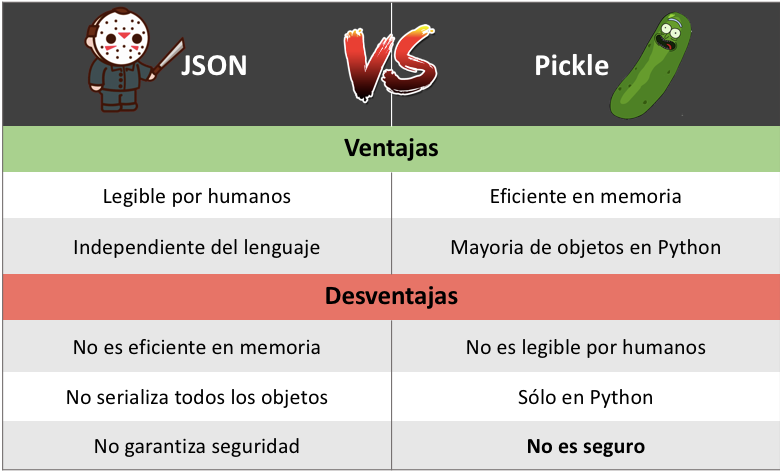 JSON VS Pickle
Ventajas
Legible por humanos Eficiente en memoria
Independiente del lenguaje Mayoria de objetos en Python
Desventajas
No es eficiente en memoria No es legible por humanos
No serializa todos los objetos Sólo en Python
No garantiza seguridad No es seguro